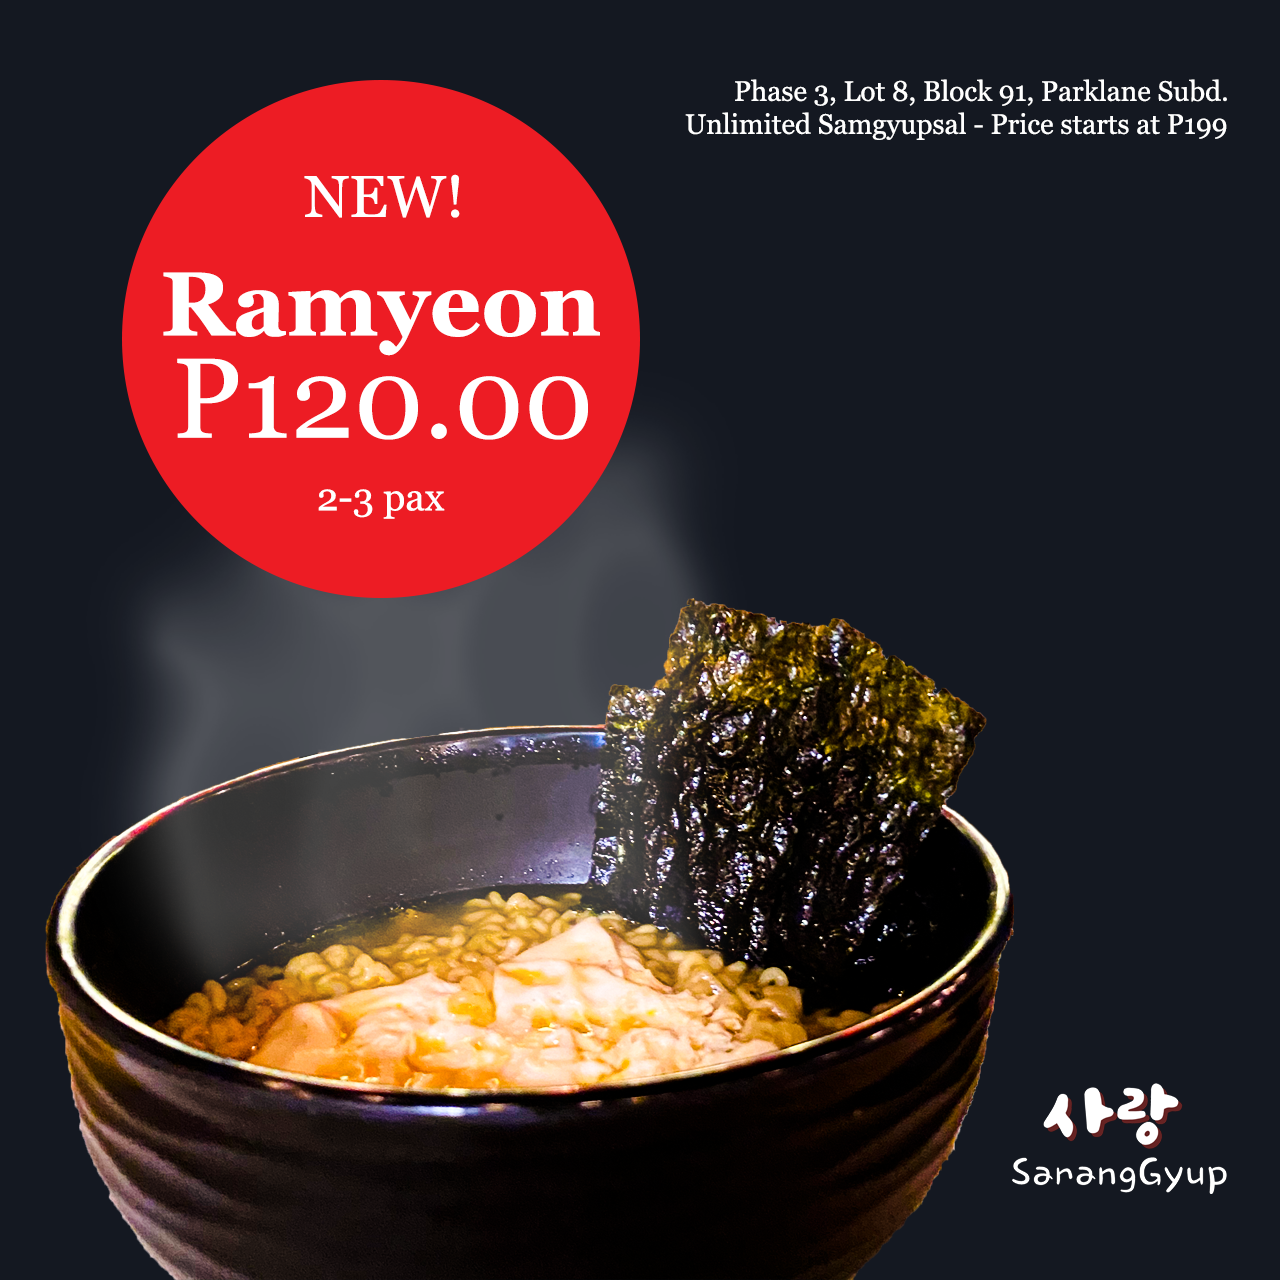 Phase 3, Lot 8, Block 91, Parklane Subd.
Unlimited Samgyupsal - Price starts at P199
NEW!
Ramyeon
P120.00
2-3 pax
사랑
SarangGyup